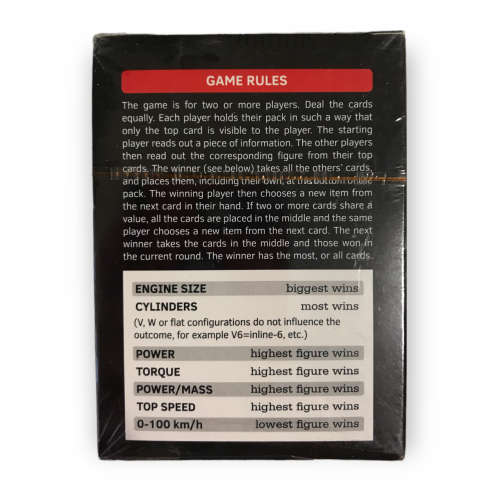 GAME RULES
The game is for two or more players. Deal the cards
equally. Each player holds their pack in such a way that
only the top card is visible to the player. The starting
player reads out a piece of information. The other players
then read out the corresponding figure from their top
cards. The winner (see below) takes all the others' cards,
and places them, including their own, at the bottom of the
pack. The winning player then chooses a new item from
the next card in their hand. If two or more cards share a
value, all the cards are placed in the middle and the same
player chooses a new item from the next card. The next
winner takes the cards in the middle and those won in
the current round. The winner has the most, or all cards.
ENGINE SIZE biggest wins
CYLINDERS most wins
(V, W or flat configurations do not influence the
outcome, for example V6=inline-6, etc.)
POWER highest figure wins
TORQUE highest figure wins
POWER/MASS highest figure wins
TOP SPEED highest figure wins
0-100 km/h lowest figure wins